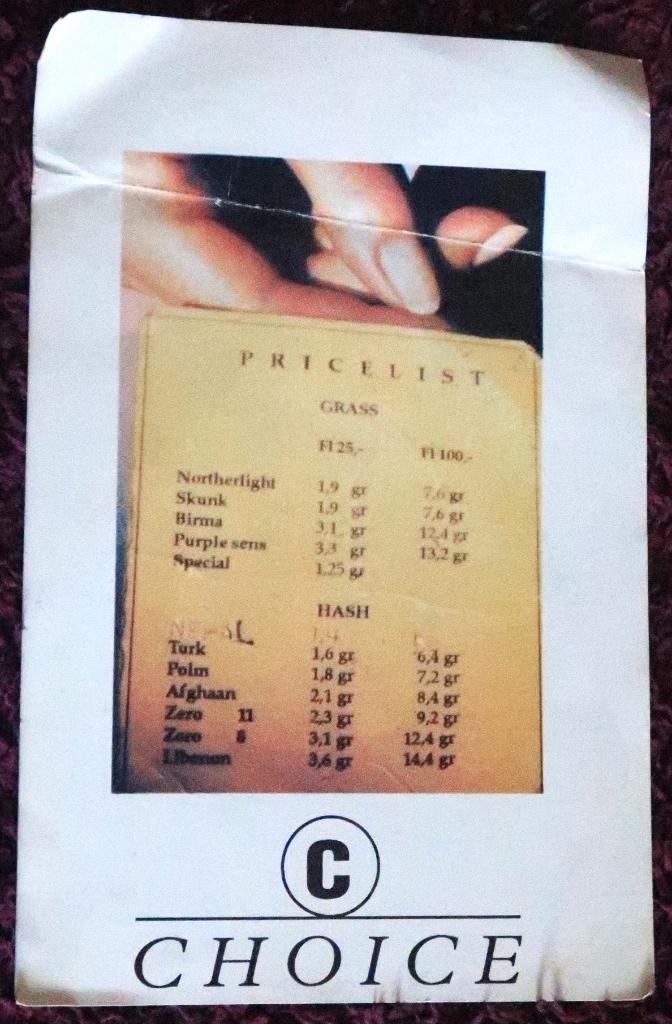 PRICELIST
GRASS
Fl 25,- Fl 100,-
Northerlight 1,9 gr 7,6 gr
Skunk 1,9 gr 7,6 gr
Birma 3,1 gr 12,4 gr
Purple sens 3,3 gr 13,2 gr
Special 1,25 gr
HASH
NEPAL 1,4
Turk 1,6 gr 6,4 gr
Polm 1,8 gr 7,2 gr
Afghaan 2,1 gr 8,4 gr
Zero 11 2,3 gr 9,2 gr
Zero 8 3,1 gr 12,4 gr
Libenon 3,6 gr 14,4 gr
C
CHOICE